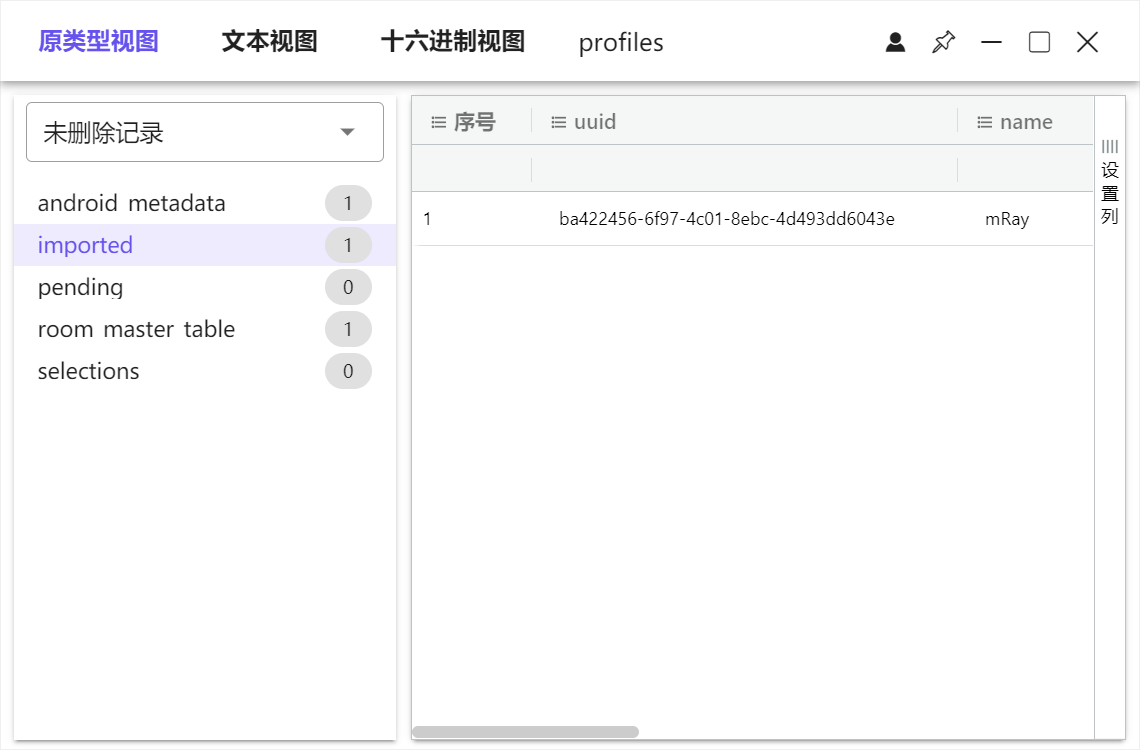 原类型视图 文本视图 十六进制视图 profiles
未删除记录
android metadata 1
imported 1
pending 0
room master table 1
selections 0
序号 uuid name
1 ba422456-6f97-4c01-8ebc-4d493dd6043e mRay
设置列